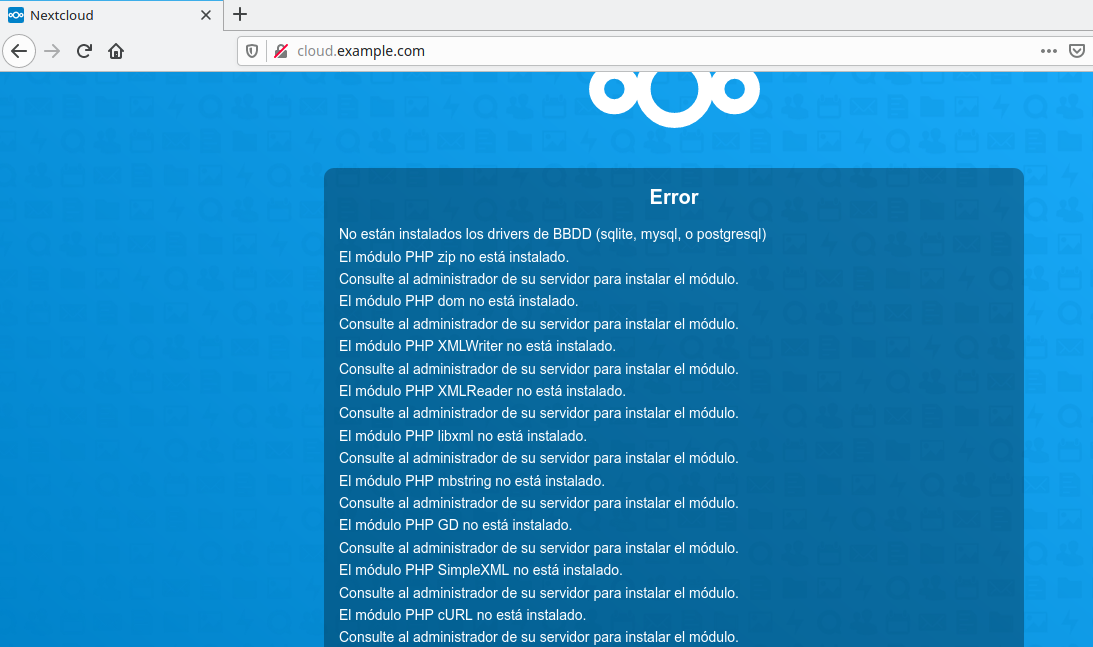 Nextcloud
cloud.example.com
Error
No están instalados los drivers de BBDD (sqlite, mysql, o postgresql)
El módulo PHP zip no está instalado.
Consulte al administrador de su servidor para instalar el módulo.
El módulo PHP dom no está instalado.
Consulte al administrador de su servidor para instalar el módulo.
El módulo PHP XMLWriter no está instalado.
Consulte al administrador de su servidor para instalar el módulo.
El módulo PHP XMLReader no está instalado.
Consulte al administrador de su servidor para instalar el módulo.
El módulo PHP libxml no está instalado.
Consulte al administrador de su servidor para instalar el módulo.
El módulo PHP mbstring no está instalado.
Consulte al administrador de su servidor para instalar el módulo.
El módulo PHP GD no está instalado.
Consulte al administrador de su servidor para instalar el módulo.
El módulo PHP SimpleXML no está instalado.
Consulte al administrador de su servidor para instalar el módulo.
El módulo PHP cURL no está instalado.
Consulte al administrador de su servidor para instalar el módulo.